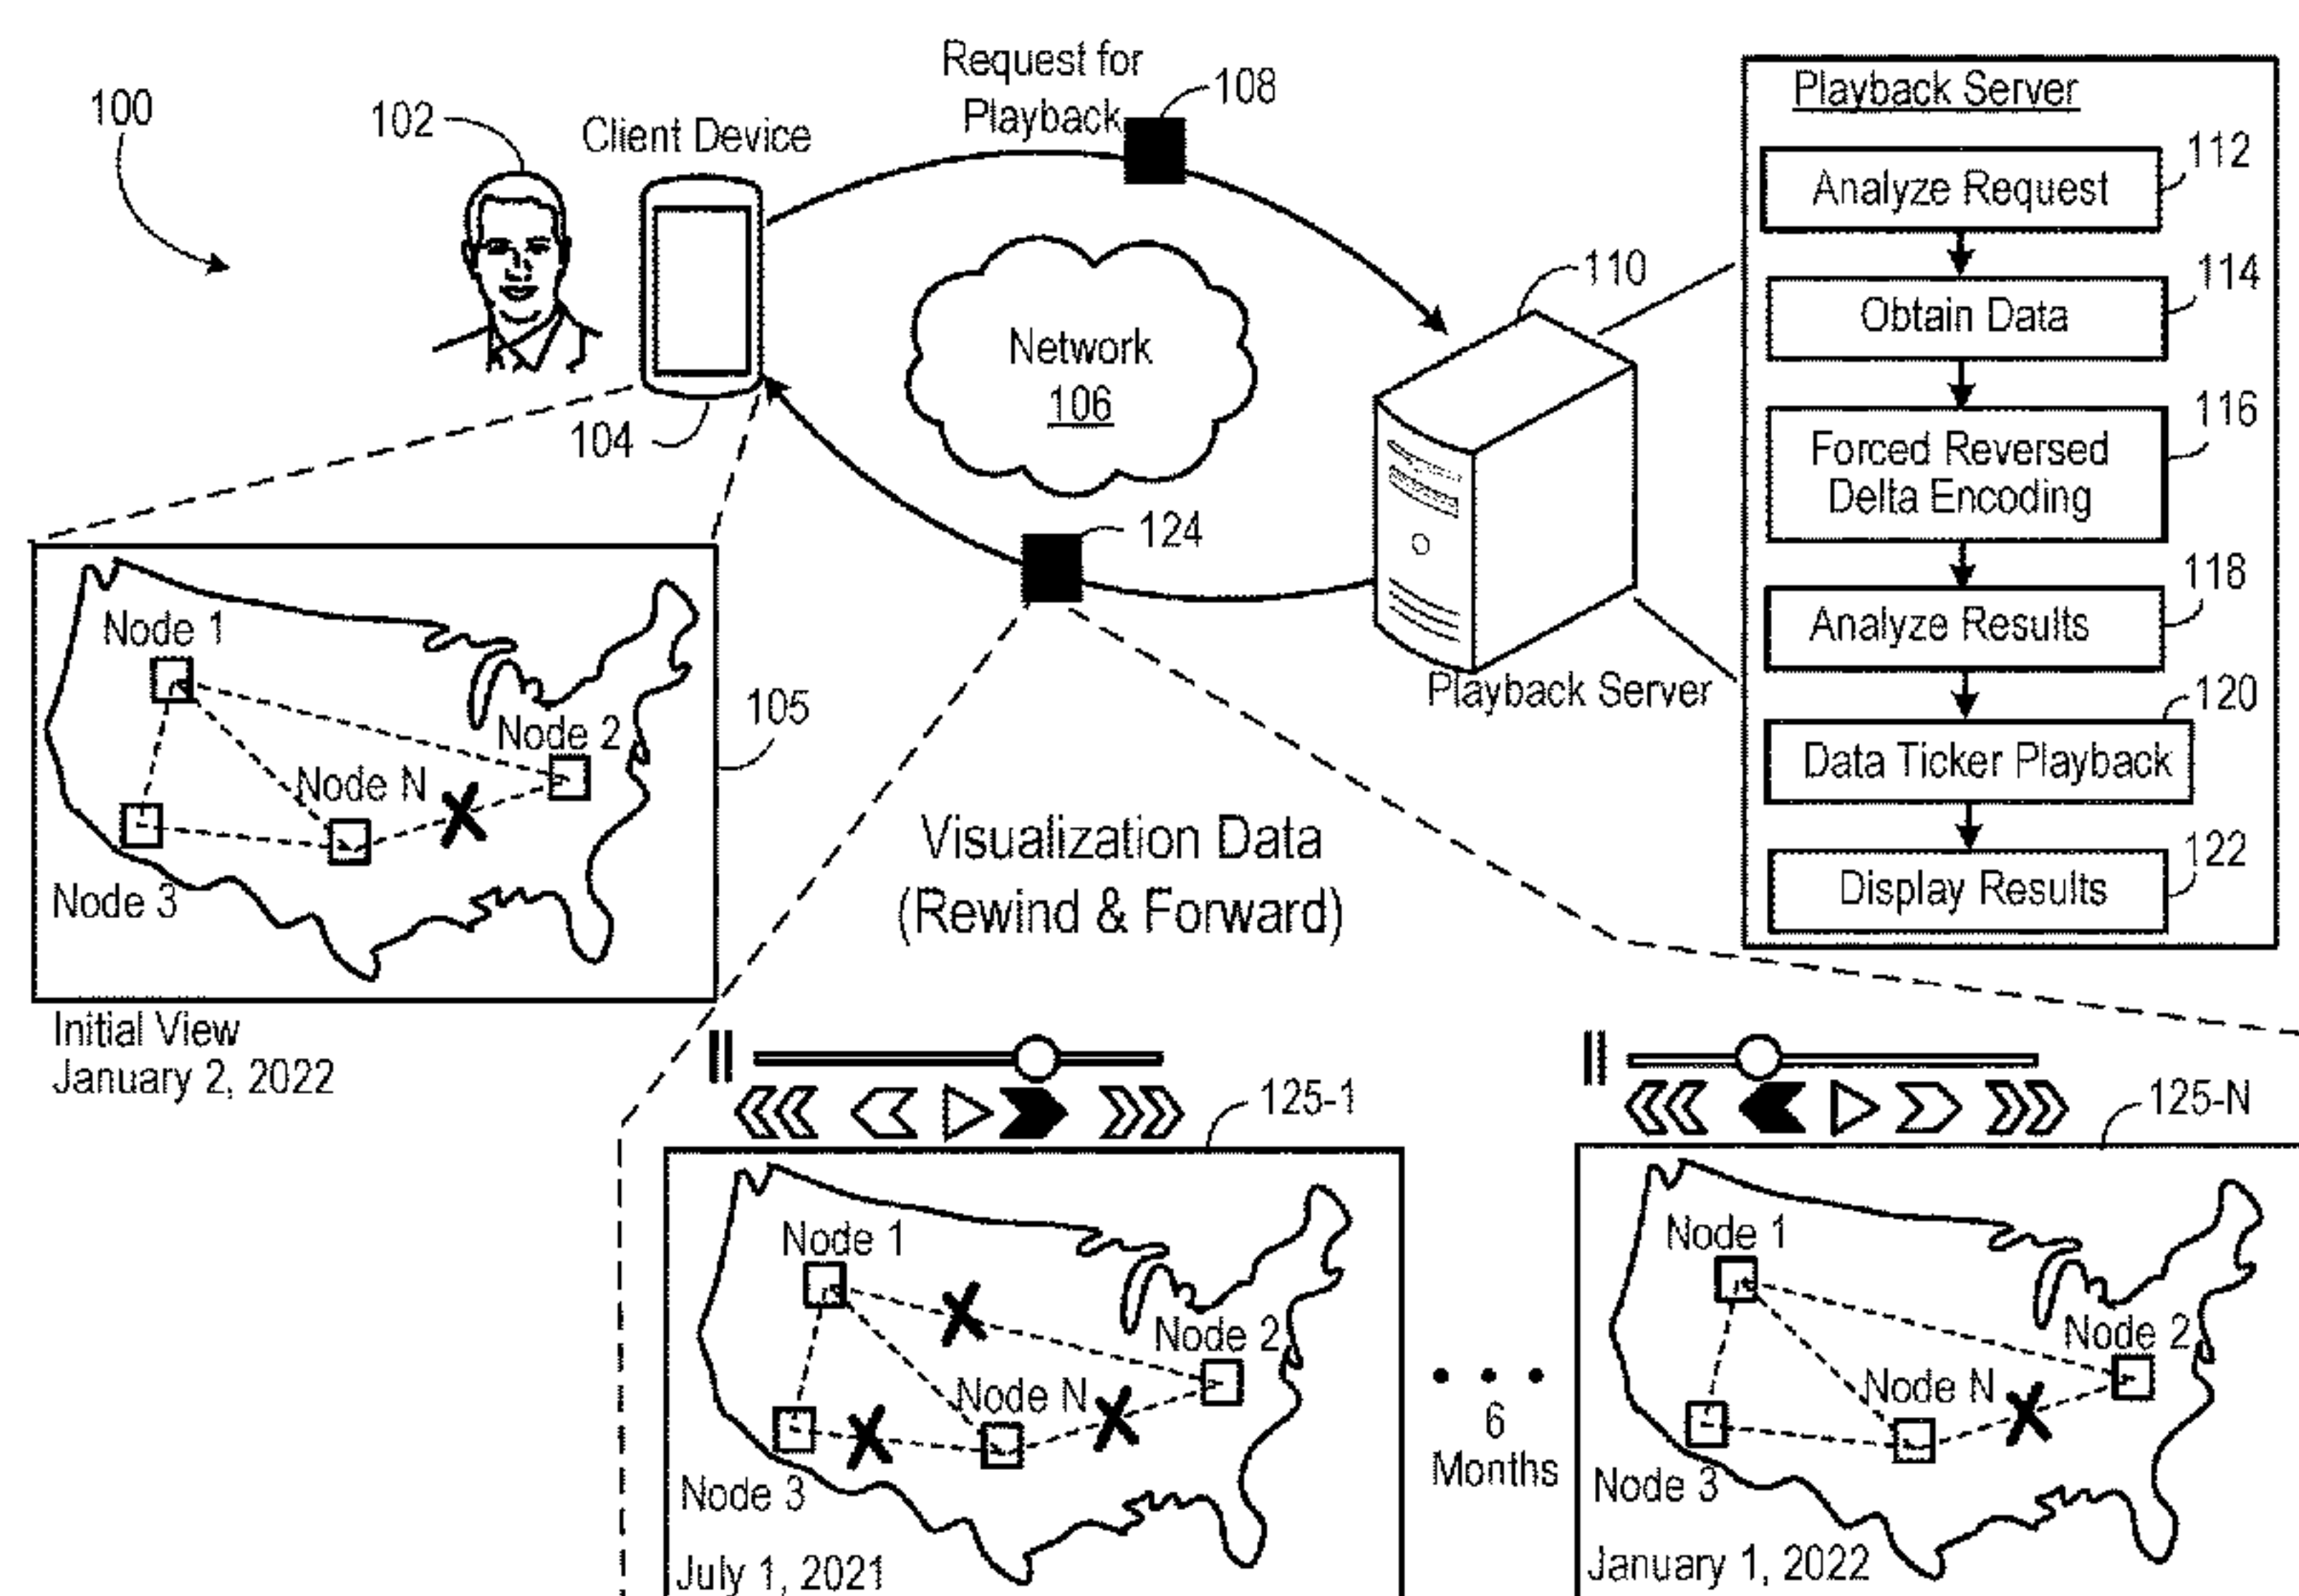 100
102
Client Device
Request for
Playback
108
Network
106
104
110
Playback Server
124
Playback Server
112
Analyze Request
114
Obtain Data
116
Forced Reversed
Delta Encoding
118
Analyze Results
120
Data Ticker Playback
122
Display Results
Node 1
Node 2
Node N
Node 3
105
Initial View
January 2, 2022
Visualization Data
(Rewind & Forward)
125-1
Node 1
Node 2
Node N
Node 3
July 1, 2021
6
Months
125-N
Node 1
Node 2
Node N
Node 3
January 1, 2022